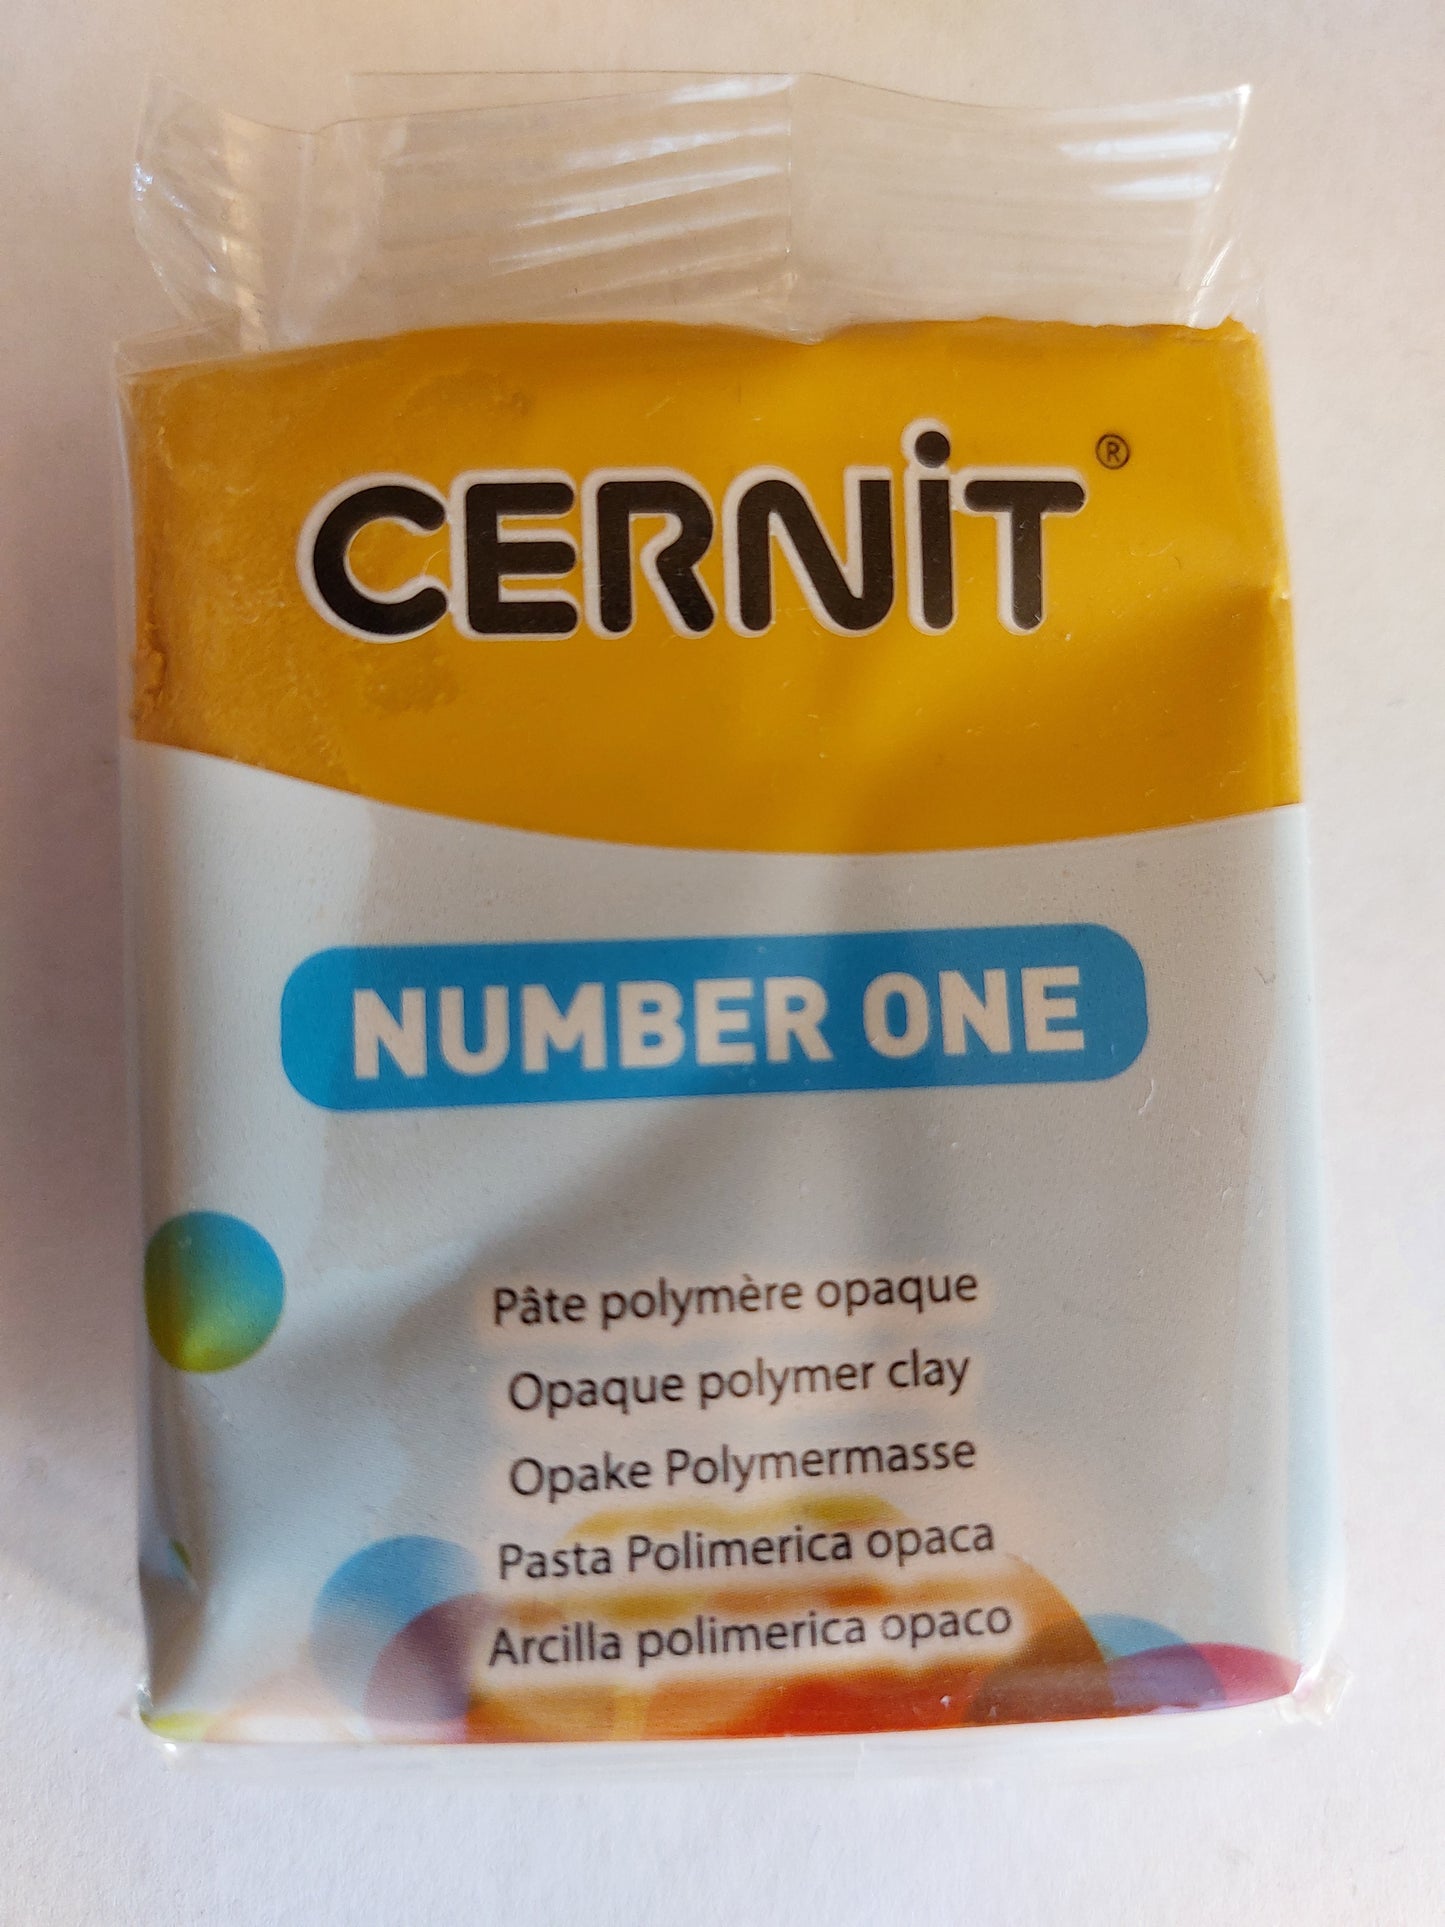 CERNiT ®
NUMBER ONE
Pâte polymère opaque
Opaque polymer clay
Opake Polymermasse
Pasta Polimerica opaca
Arcilla polimerica opaco